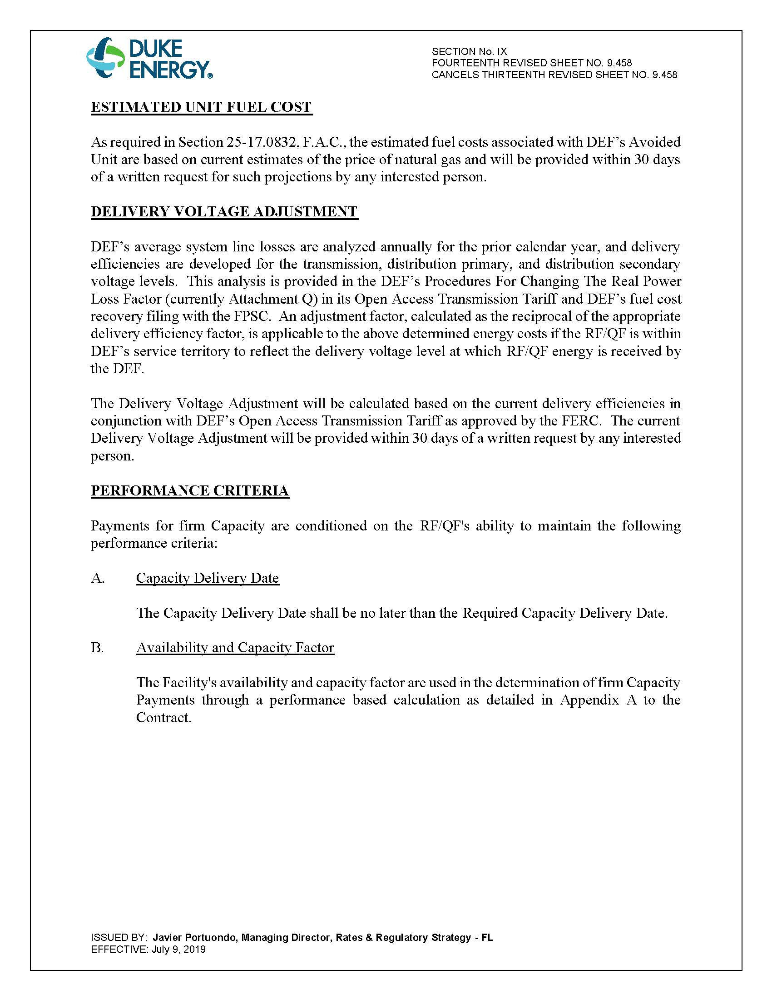 DUKE
ENERGY®
SECTION No. IX
FOURTEENTH REVISED SHEET NO. 9.458
CANCELS THIRTEENTH REVISED SHEET NO. 9.458
ESTIMATED UNIT FUEL COST
As required in Section 25-17.0832, F.A.C., the estimated fuel costs associated with DEF’s Avoided
Unit are based on current estimates of the price of natural gas and will be provided within 30 days
of a written request for such projections by any interested person.
DELIVERY VOLTAGE ADJUSTMENT
DEF’s average system line losses are analyzed annually for the prior calendar year, and delivery
efficiencies are developed for the transmission, distribution primary, and distribution secondary
voltage levels.  This analysis is provided in the DEF’s Procedures For Changing The Real Power
Loss Factor (currently Attachment Q) in its Open Access Transmission Tariff and DEF’s fuel cost
recovery filing with the FPSC.  An adjustment factor, calculated as the reciprocal of the appropriate
delivery efficiency factor, is applicable to the above determined energy costs if the RF/QF is within
DEF’s service territory to reflect the delivery voltage level at which RF/QF energy is received by
the DEF.
The Delivery Voltage Adjustment will be calculated based on the current delivery efficiencies in
conjunction with DEF’s Open Access Transmission Tariff as approved by the FERC.  The current
Delivery Voltage Adjustment will be provided within 30 days of a written request by any interested
person.
PERFORMANCE CRITERIA
Payments for firm Capacity are conditioned on the RF/QF's ability to maintain the following
performance criteria:
A. Capacity Delivery Date
The Capacity Delivery Date shall be no later than the Required Capacity Delivery Date.
B. Availability and Capacity Factor
The Facility's availability and capacity factor are used in the determination of firm Capacity
Payments through a performance based calculation as detailed in Appendix A to the
Contract.
ISSUED BY:  Javier Portuondo, Managing Director, Rates & Regulatory Strategy - FL
EFFECTIVE: July 9, 2019